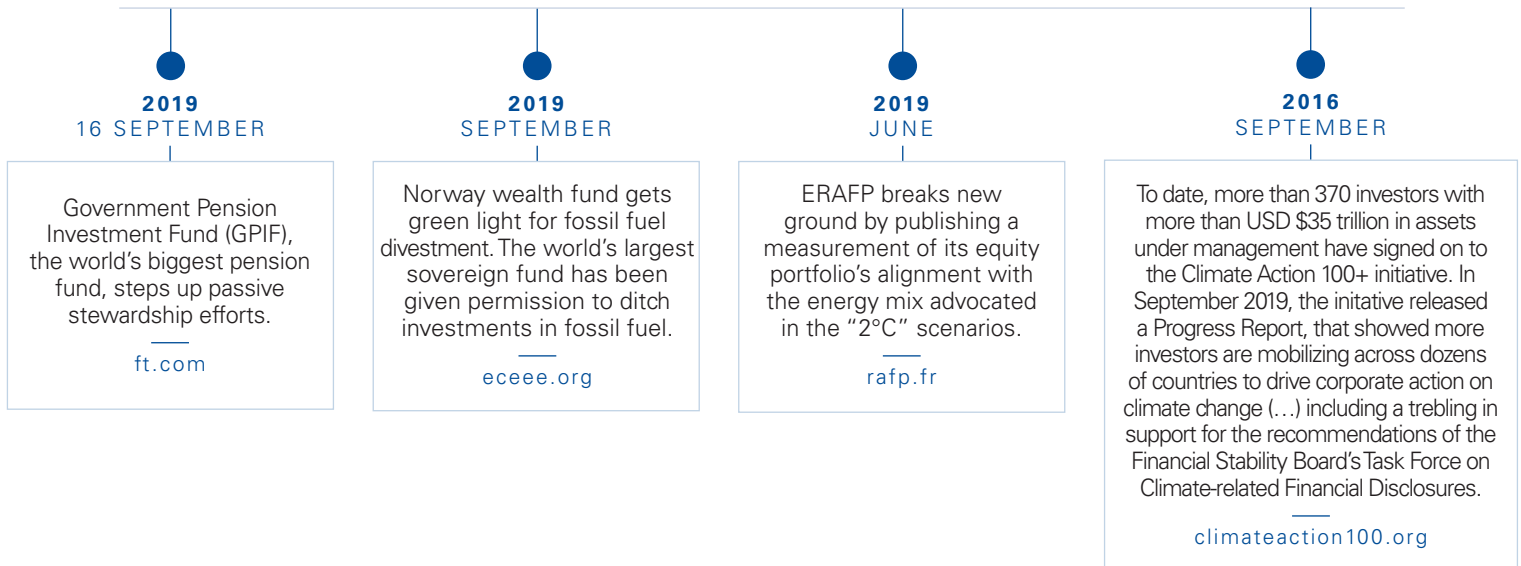 2019
16 SEPTEMBER
Government Pension
Investment Fund (GPIF),
the world's biggest pension
fund, steps up passive
stewardship efforts.
ft.com
2019
SEPTEMBER
Norway wealth fund gets
green light for fossil fuel
divestment. The world's largest
sovereign fund has been
given permission to ditch
investments in fossil fuel.
eceee.org
2019
JUNE
ERAFP breaks new
ground by publishing a
measurement of its equity
portfolio's alignment with
the energy mix advocated
in the “2°C” scenarios.
rafp.fr
2016
SEPTEMBER
To date, more than 370 investors with
more than USD $35 trillion in assets
under management have signed on to
the Climate Action 100+ initiative. In
September 2019, the initative released
a Progress Report, that showed more
investors are mobilizing across dozens
of countries to drive corporate action on
climate change (…) including a trebling in
support for the recommendations of the
Financial Stability Board's Task Force on
Climate-related Financial Disclosures.
climateaction100.org